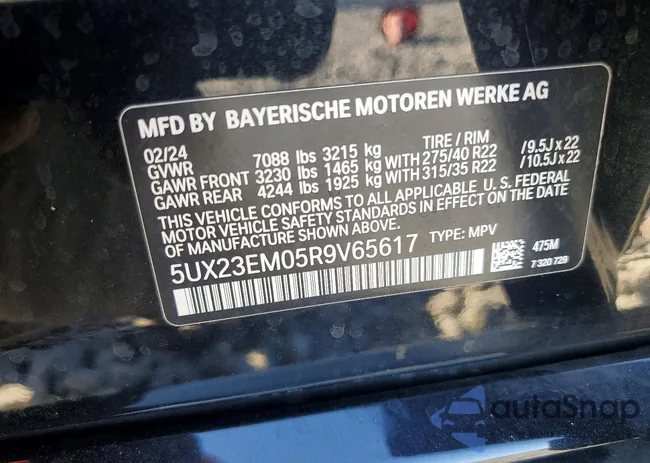 MFD BY BAYERISCHE MOTOREN WERKE AG
02/24 TIRE / RIM
GVWR 7088 lbs 3215 kg
GAWR FRONT 3230 lbs 1465 kg WITH 275/40 R22 /9.5J x 22
GAWR REAR 4244 lbs 1925 kg WITH 315/35 R22 /10.5J x 22
THIS VEHICLE CONFORMS TO ALL APPLICABLE U. S. FEDERAL
MOTOR VEHICLE SAFETY STANDARDS IN EFFECT ON THE DATE
OF MANUFACTURE SHOWN ABOVE.
5UX23EM05R9V65617 TYPE: MPV
475M
7 320 729
autoSnap